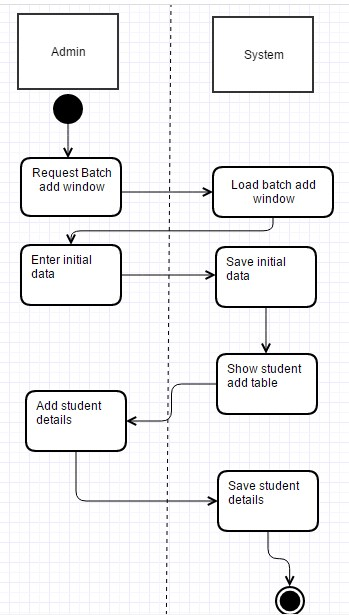 Admin
System
Request Batch
add window
Load batch add
window
Enter initial
data
Save initial
data
Show student
add table
Add student
details
Save student
details